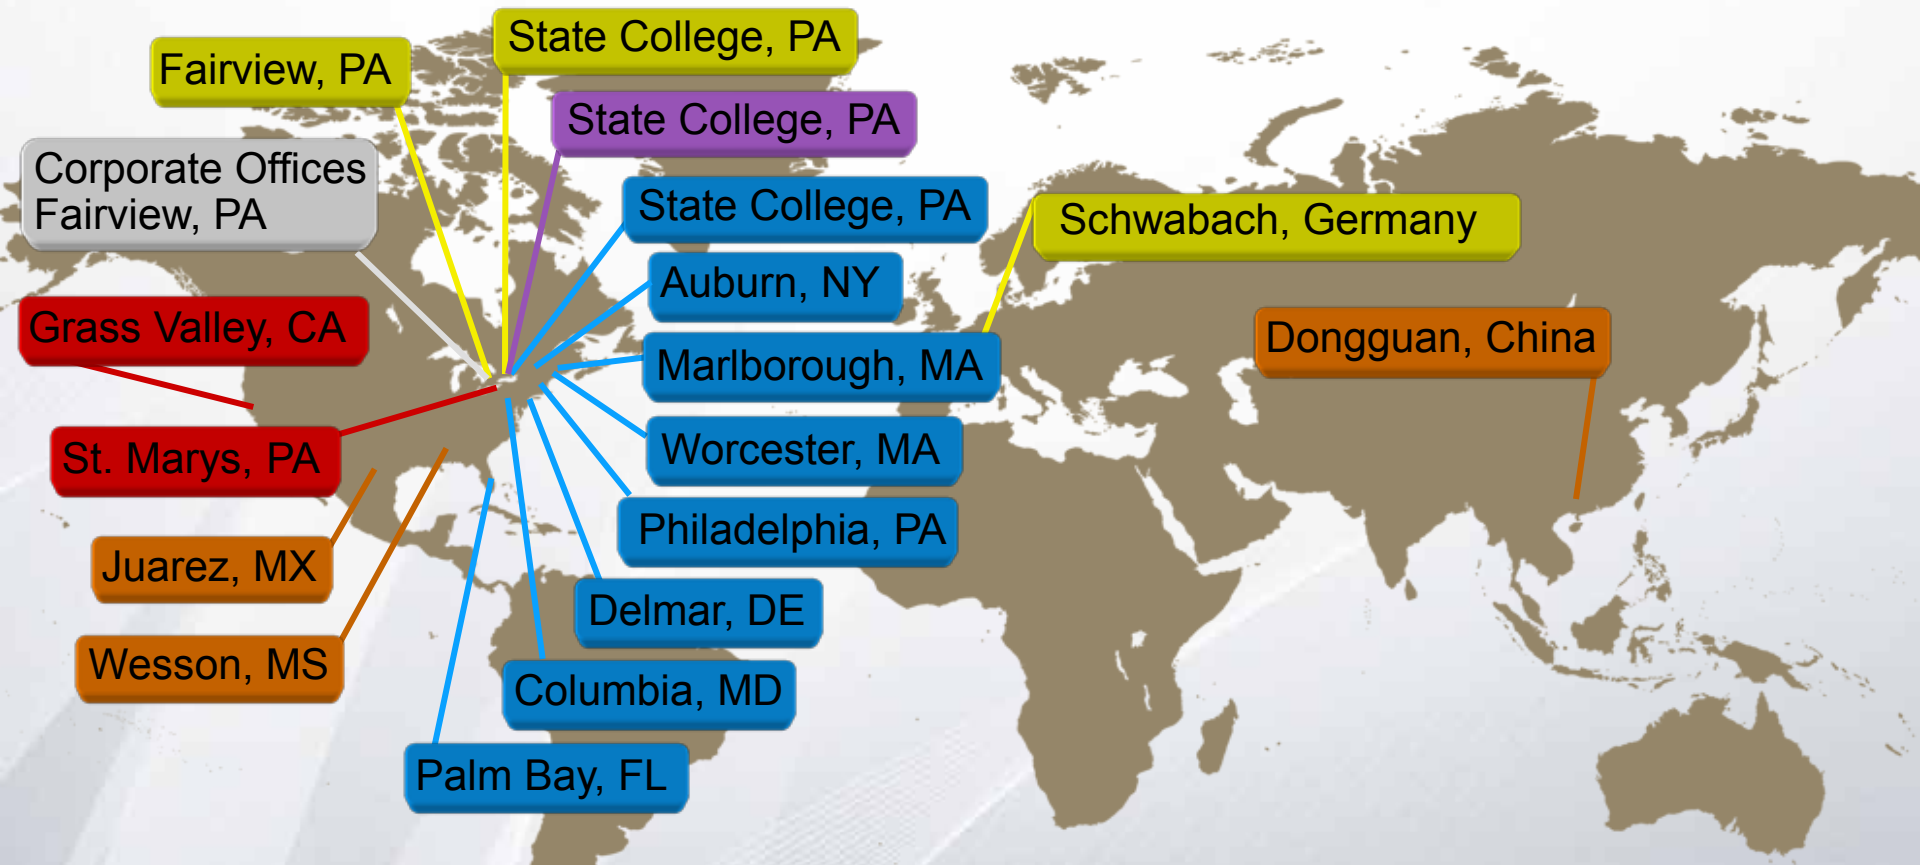 State College, PA
Fairview, PA
State College, PA
Corporate Offices
Fairview, PA
State College, PA
Schwabach, Germany
Auburn, NY
Grass Valley, CA
Dongguan, China
Marlborough, MA
St. Marys, PA
Worcester, MA
Philadelphia, PA
Juarez, MX
Delmar, DE
Wesson, MS
Columbia, MD
Palm Bay, FL